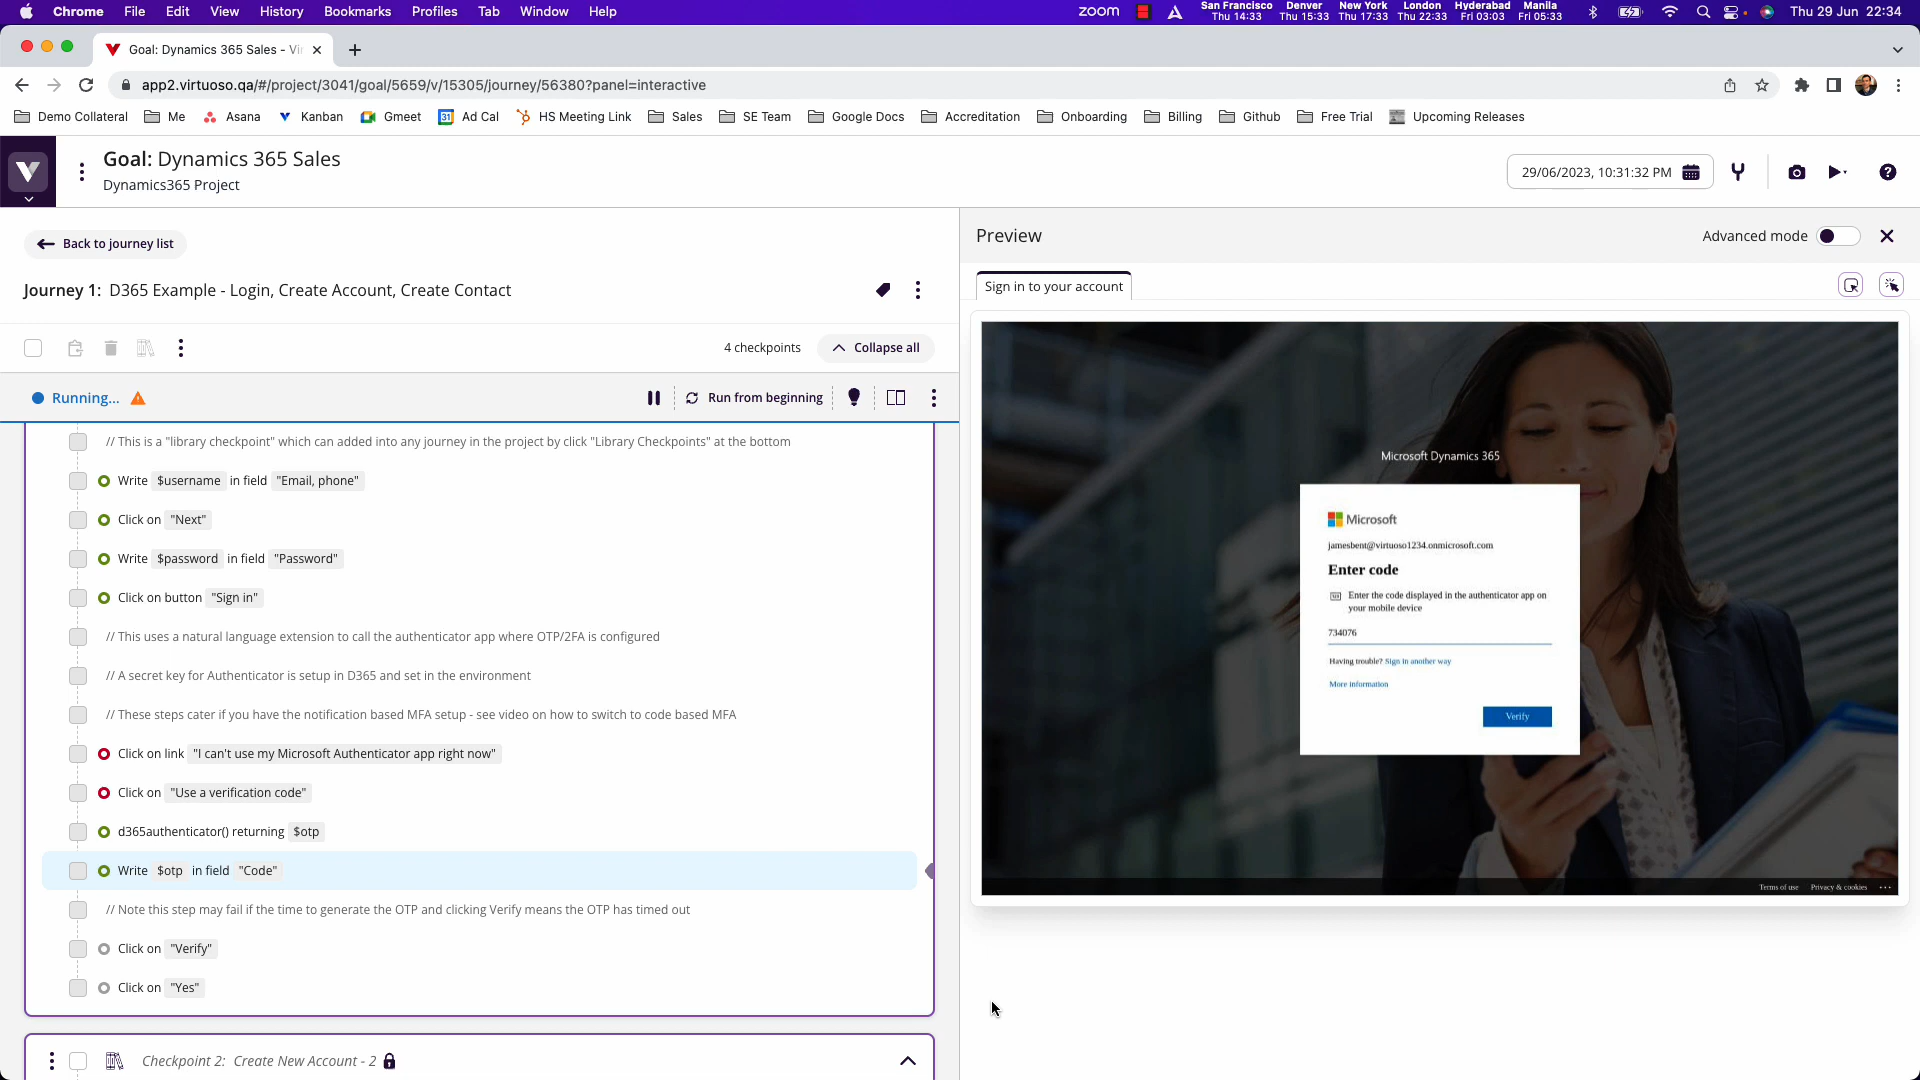 Chrome File Edit View History Bookmarks Profiles Tab Window Help
zoom San Francisco Denver New York London Hyderabad Manila
Thu 14:33 Thu 15:33 Thu 17:33 Thu 22:33 Fri 03:03 Fri 05:33
Thu 29 Jun 22:34
Goal: Dynamics 365 Sales - Vir
app2.virtuoso.qa/#/project/3041/goal/5659/v/15305/journey/56380?panel=interactive
Demo Collateral Me Asana Kanban Gmeet 31 Ad Cal HS Meeting Link Sales SE Team Google Docs Accreditation Onboarding Billing Github Free Trial Upcoming Releases
Goal: Dynamics 365 Sales
Dynamics365 Project
29/06/2023, 10:31:32 PM
Back to journey list
Journey 1: D365 Example - Login, Create Account, Create Contact
4 checkpoints Collapse all
Running... Run from beginning
// This is a "library checkpoint" which can added into any journey in the project by click "Library Checkpoints" at the bottom
Write $username in field "Email, phone"
Click on "Next"
Write $password in field "Password"
Click on button "Sign in"
// This uses a natural language extension to call the authenticator app where OTP/2FA is configured
// A secret key for Authenticator is setup in D365 and set in the environment
// These steps cater if you have the notification based MFA setup - see video on how to switch to code based MFA
Click on link "I can't use my Microsoft Authenticator app right now"
Click on "Use a verification code"
d365authenticator() returning $otp
Write $otp in field "Code"
// Note this step may fail if the time to generate the OTP and clicking Verify means the OTP has timed out
Click on "Verify"
Click on "Yes"
Checkpoint 2: Create New Account - 2
Preview
Advanced mode
Sign in to your account
Microsoft Dynamics 365
Microsoft
jamesbent@virtuoso1234.onmicrosoft.com
Enter code
Enter the code displayed in the authenticator app on
your mobile device
734076
Having trouble? Sign in another way
More information
Verify
Terms of use Privacy & cookies ...